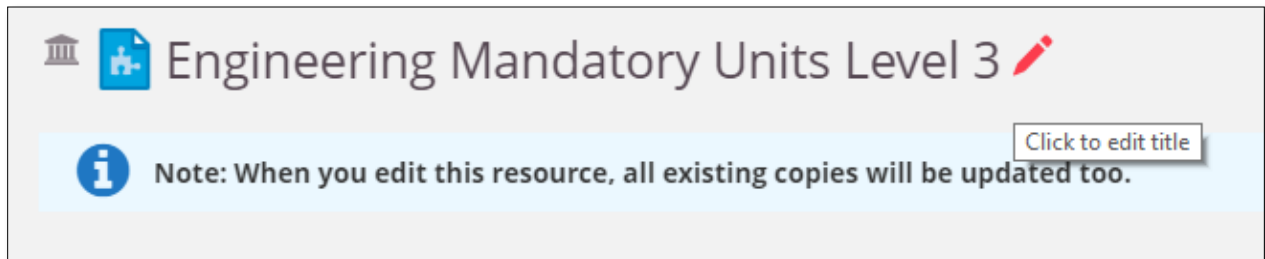 Engineering Mandatory Units Level 3
Click to edit title
Note: When you edit this resource, all existing copies will be updated too.